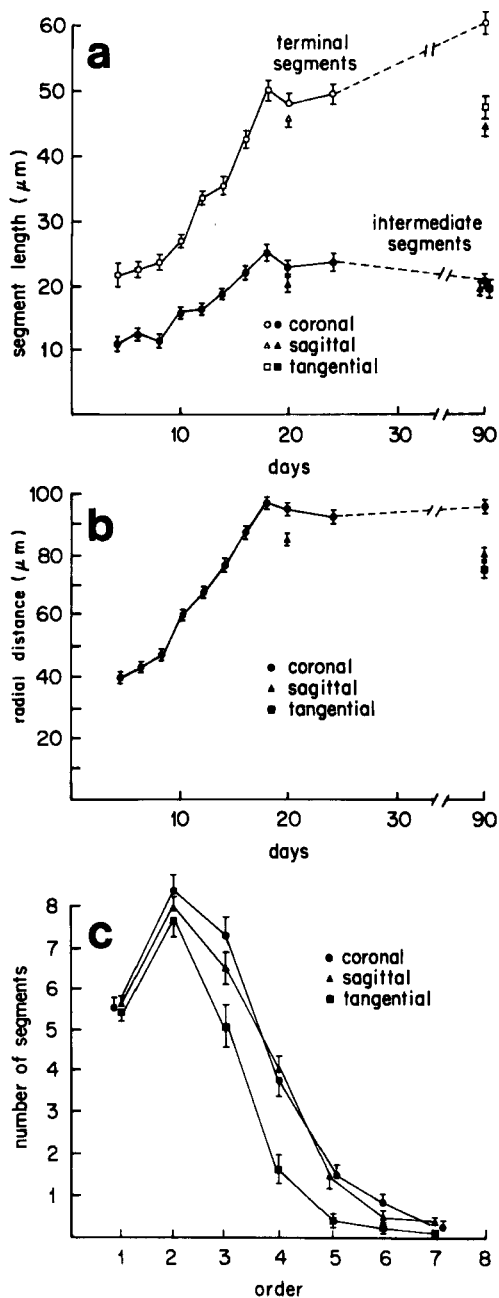 a
60
50
40
30
20
10
segment length (μm)
terminal
segments
intermediate
segments
coronal
sagittal
tangential
10
20
30
90
days
b
100
80
60
40
20
radial distance (μm)
coronal
sagittal
tangential
10
20
30
90
days
c
8
7
6
5
4
3
2
1
number of segments
coronal
sagittal
tangential
1
2
3
4
5
6
7
8
order